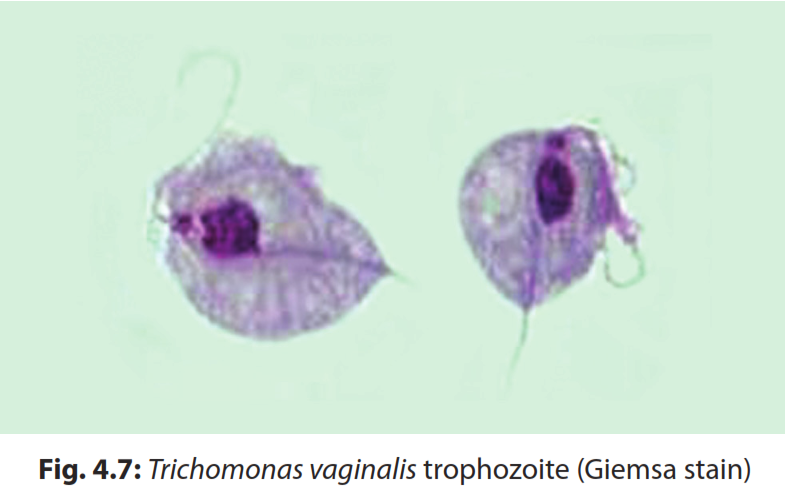 Fig. 4.7: Trichomonas vaginalis trophozoite (Giemsa stain)